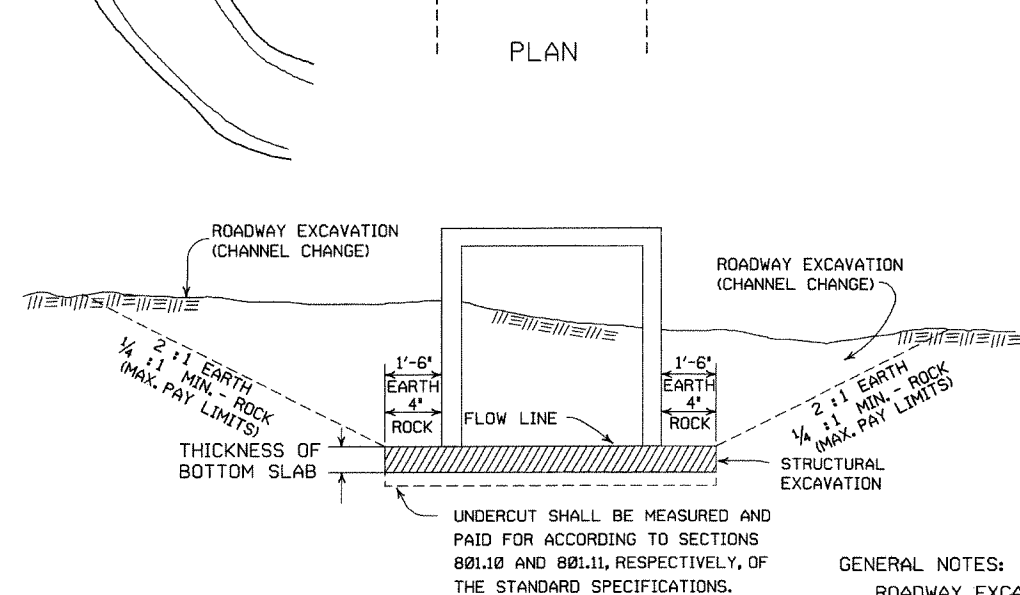 PLAN
ROADWAY EXCAVATION
(CHANNEL CHANGE)
ROADWAY EXCAVATION
(CHANNEL CHANGE)
2 :1 EARTH
1/4 :1 MIN. - ROCK
(MAX. PAY LIMITS)
1'-6"
EARTH
4"
ROCK
1'-6"
EARTH
4"
ROCK
2 :1 EARTH
1/4 :1 MIN. - ROCK
(MAX. PAY LIMITS)
FLOW LINE
THICKNESS OF
BOTTOM SLAB
STRUCTURAL
EXCAVATION
UNDERCUT SHALL BE MEASURED AND
PAID FOR ACCORDING TO SECTIONS
801.10 AND 801.11, RESPECTIVELY, OF
THE STANDARD SPECIFICATIONS.
GENERAL NOTES:
ROADWAY EXCA